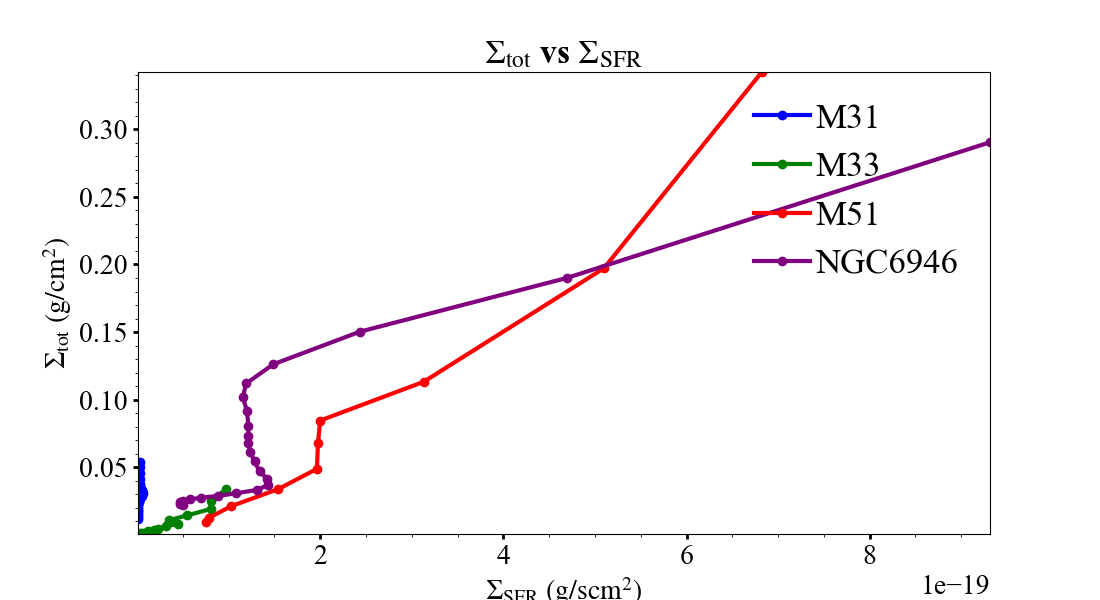 Σtot vs ΣSFR
0.30
0.25
0.20
0.15
0.10
0.05
Σtot (g/cm²)
M31
M33
M51
NGC6946
2 4 6 8
1e−19
ΣSFR (g/scm²)